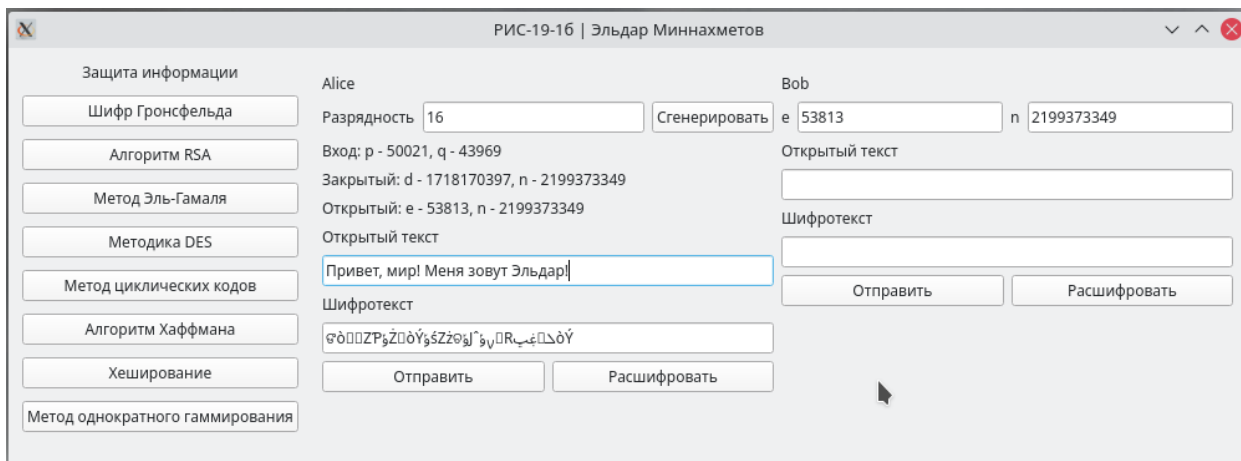 РИС-19-1б | Эльдар Миннахметов
Защита информации
Шифр Гронсфельда
Алгоритм RSA
Метод Эль-Гамаля
Методика DES
Метод циклических кодов
Алгоритм Хаффмана
Хеширование
Метод однократного гаммирования
Alice
Разрядность 16 Сгенерировать
Вход: p - 50021, q - 43969
Закрытый: d - 1718170397, n - 2199373349
Открытый: e - 53813, n - 2199373349
Открытый текст
Привет, мир! Меня зовут Эльдар!
Шифротекст
Отправить Расшифровать
Bob
e 53813 n 2199373349
Открытый текст
Шифротекст
Отправить Расшифровать